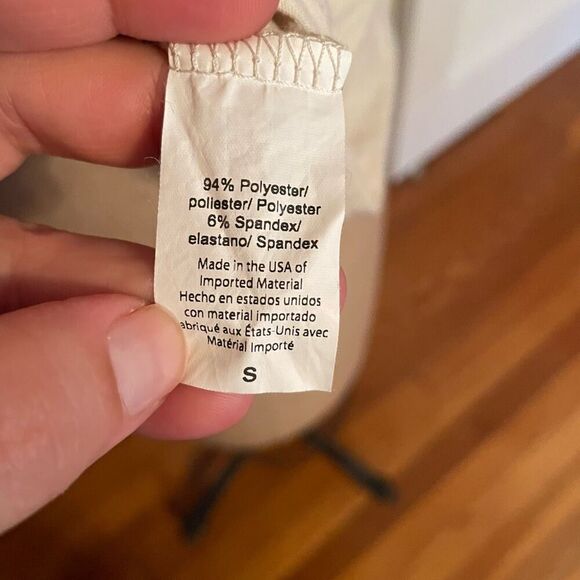 94% Polyester/
poliester/ Polyester
6% Spandex/
elastano/ Spandex
Made in the USA of
Imported Material
Hecho en estados unidos
con material importado
abriqué aux États-Unis avec
Matérial Importé
S